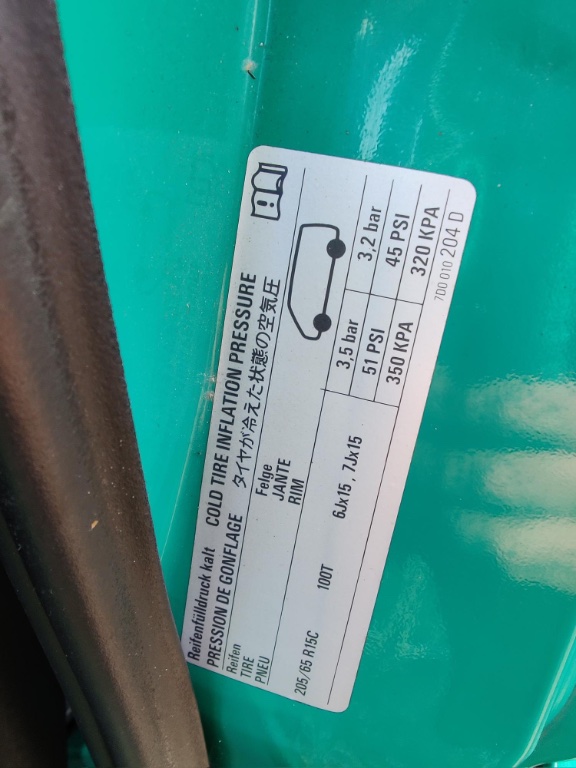 Reifenfülldruck kalt COLD TIRE INFLATION PRESSURE
PRESSION DE GONFLAGE タイヤが冷えた状態の空気圧
Reifen Felge
TIRE JANTE
PNEU RIM
205/65 R15C 100T 6Jx15 , 7Jx15 3,5 bar 3,2 bar
51 PSI 45 PSI
350 KPA 320 KPA
7D0 010 204 D